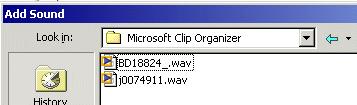 Add Sound
Look in: Microsoft Clip Organizer
BD18824_.wav
j0074911.wav
History